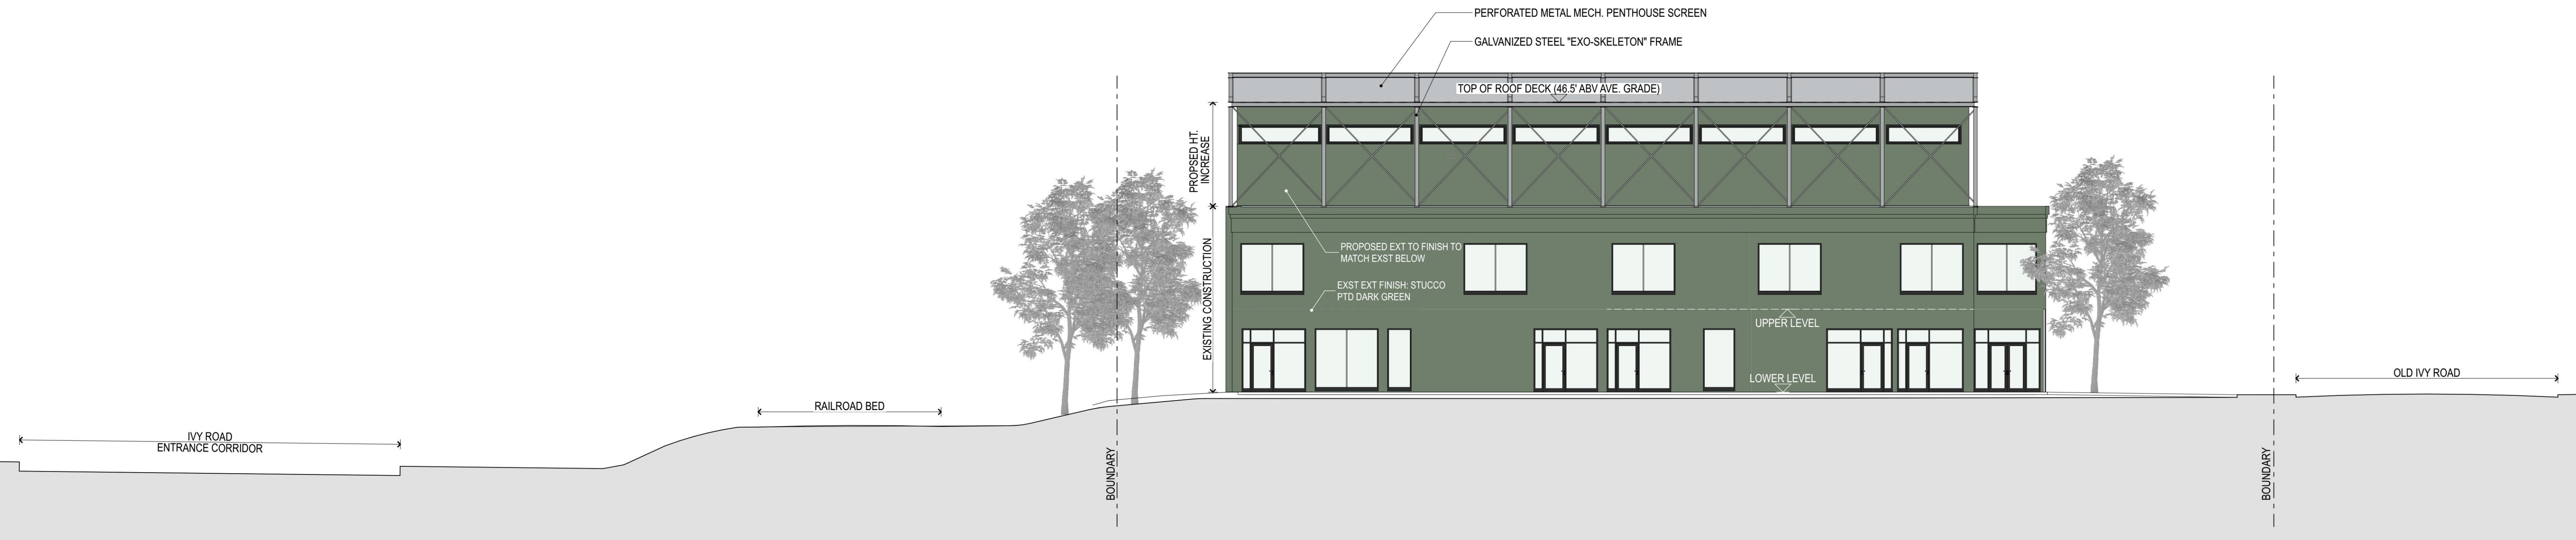 PERFORATED METAL MECH. PENTHOUSE SCREEN
GALVANIZED STEEL "EXO-SKELETON" FRAME
TOP OF ROOF DECK (46.5' ABV AVE. GRADE)
PROPSED HT.
INCREASE
EXISTING CONSTRUCTION
PROPOSED EXT TO FINISH TO
MATCH EXST BELOW
EXST EXT FINISH: STUCCO
PTD DARK GREEN
UPPER LEVEL
LOWER LEVEL
OLD IVY ROAD
RAILROAD BED
IVY ROAD
ENTRANCE CORRIDOR
BOUNDARY
BOUNDARY